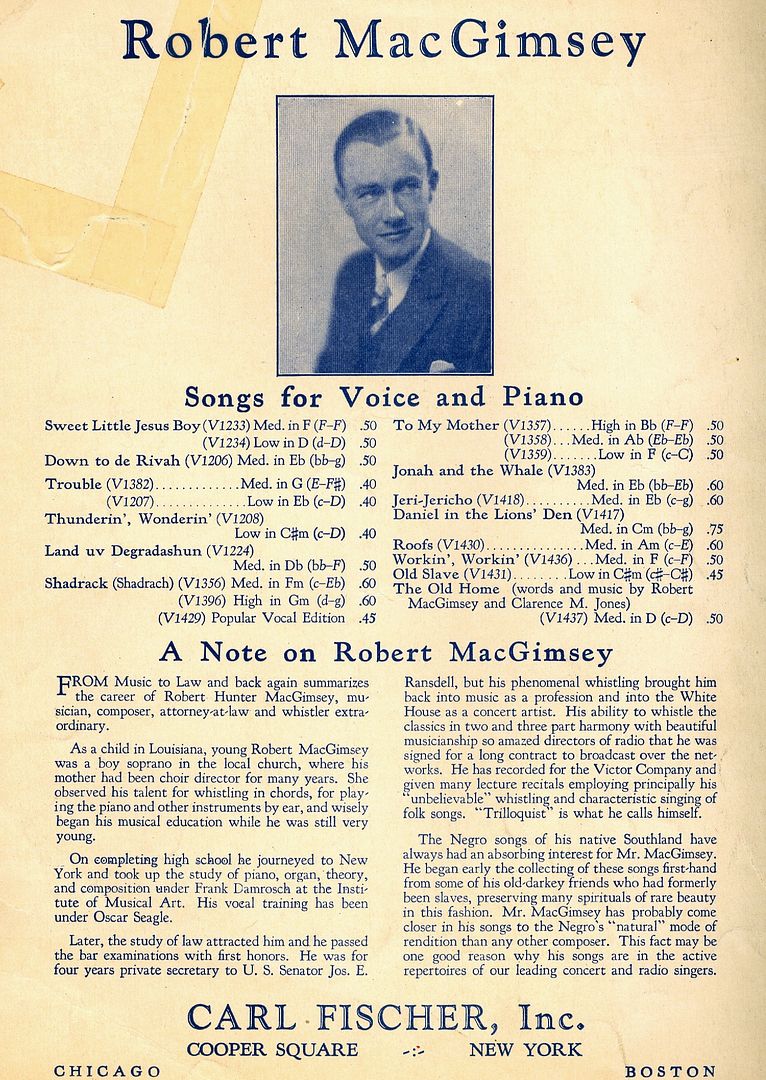 Robert MacGimsey
Songs for Voice and Piano
Sweet Little Jesus Boy (V1233) Med. in F (F–F) .50
(V1234) Low in D (d–D) .50
Down to de Rivah (V1206) Med. in Eb (bb–g) .50
Trouble (V1382).............Med. in G (E–F♯) .40
(V1207)..............Low in Eb (c–D) .40
Thunderin', Wonderin' (V1208)
Low in C♯m (c–D) .40
Land uv Degradashun (V1224)
Med. in Db (bb–F) .50
Shadrack (Shadrach) (V1356) Med. in Fm (c–Eb) .60
(V1396) High in Gm (d–g) .60
(V1429) Popular Vocal Edition .45
To My Mother (V1357)......High in Bb (F–F) .50
(V1358)...Med. in Ab (Eb–Eb) .50
(V1359).......Low in F (c–C) .50
Jonah and the Whale (V1383)
Med. in Eb (bb–Eb) .60
Jeri-Jericho (V1418)..........Med. in Eb (c–g) .60
Daniel in the Lions' Den (V1417)
Med. in Cm (bb–g) .75
Roofs (V1430)...............Med. in Am (c–E) .60
Workin', Workin' (V1436) ...Med. in F (c–F) .50
Old Slave (V1431)........Low in C♯m (c♯–C♯) .45
The Old Home (words and music by Robert
MacGimsey and Clarence M. Jones)
(V1437) Med. in D (c–D) .50
A Note on Robert MacGimsey
FROM Music to Law and back again summarizes
the career of Robert Hunter MacGimsey, mu-
sician, composer, attorney-at-law and whistler extra-
ordinary.
As a child in Louisiana, young Robert MacGimsey
was a boy soprano in the local church, where his
mother had been choir director for many years. She
observed his talent for whistling in chords, for play-
ing the piano and other instruments by ear, and wisely
began his musical education while he was still very
young.
On completing high school he journeyed to New
York and took up the study of piano, organ, theory,
and composition under Frank Damrosch at the Insti-
tute of Musical Art. His vocal training has been
under Oscar Seagle.
Later, the study of law attracted him and he passed
the bar examinations with first honors. He was for
four years private secretary to U. S. Senator Jos. E.
Ransdell, but his phenomenal whistling brought him
back into music as a profession and into the White
House as a concert artist. His ability to whistle the
classics in two and three part harmony with beautiful
musicianship so amazed directors of radio that he was
signed for a long contract to broadcast over the net-
works. He has recorded for the Victor Company and
given many lecture recitals employing principally his
"unbelievable" whistling and characteristic singing of
folk songs. "Trilloquist" is what he calls himself.
The Negro songs of his native Southland have
always had an absorbing interest for Mr. MacGimsey.
He began early the collecting of these songs first-hand
from some of his old-darkey friends who had formerly
been slaves, preserving many spirituals of rare beauty
in this fashion. Mr. MacGimsey has probably come
closer in his songs to the Negro's "natural" mode of
rendition than any other composer. This fact may be
one good reason why his songs are in the active
repertoires of our leading concert and radio singers.
CARL FISCHER, Inc.
COOPER SQUARE -:- NEW YORK
CHICAGO BOSTON